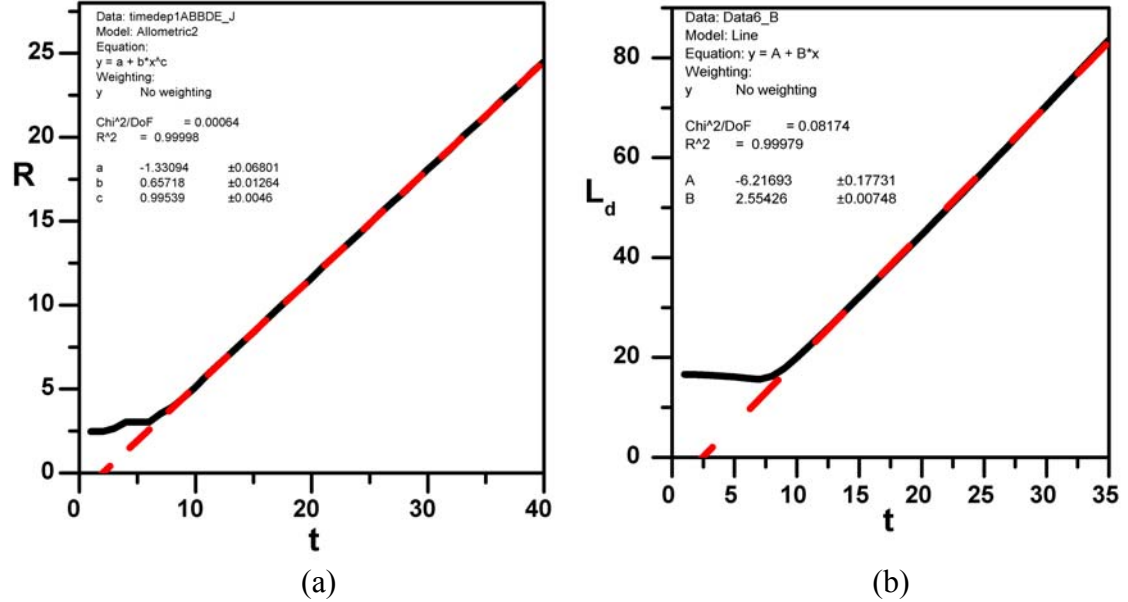 Data: timedep1ABBDE_J
Model: Allometric2
Equation:
y = a + b*x^c
Weighting:
y No weighting
Chi^2/DoF = 0.00064
R^2 = 0.99998
a -1.33094 ±0.06801
b 0.65718 ±0.01264
c 0.99539 ±0.0046
25
20
15
10
5
0
R
0 10 20 30 40
t
(a)
Data: Data6_B
Model: Line
Equation: y = A + B*x
Weighting:
y No weighting
Chi^2/DoF = 0.08174
R^2 = 0.99979
A -6.21693 ±0.17731
B 2.55426 ±0.00748
80
60
40
20
0
L_d
0 5 10 15 20 25 30 35
t
(b)